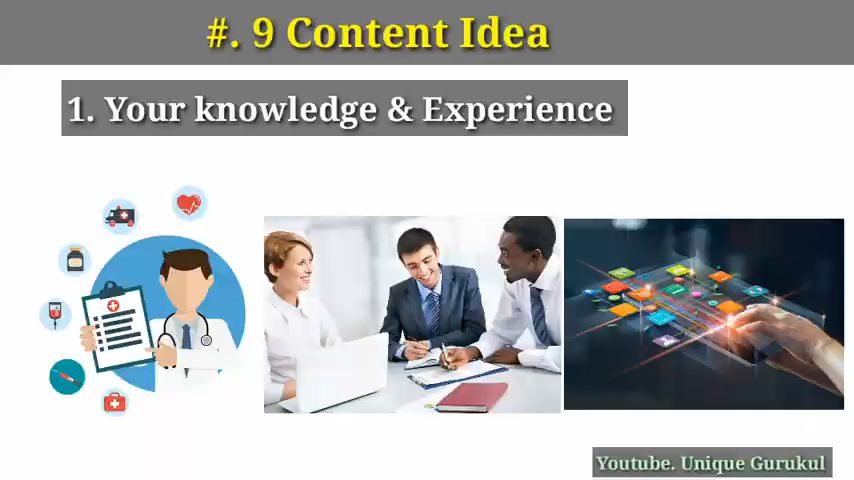 #. 9 Content Idea
1. Your knowledge & Experience
Youtube. Unique Gurukul